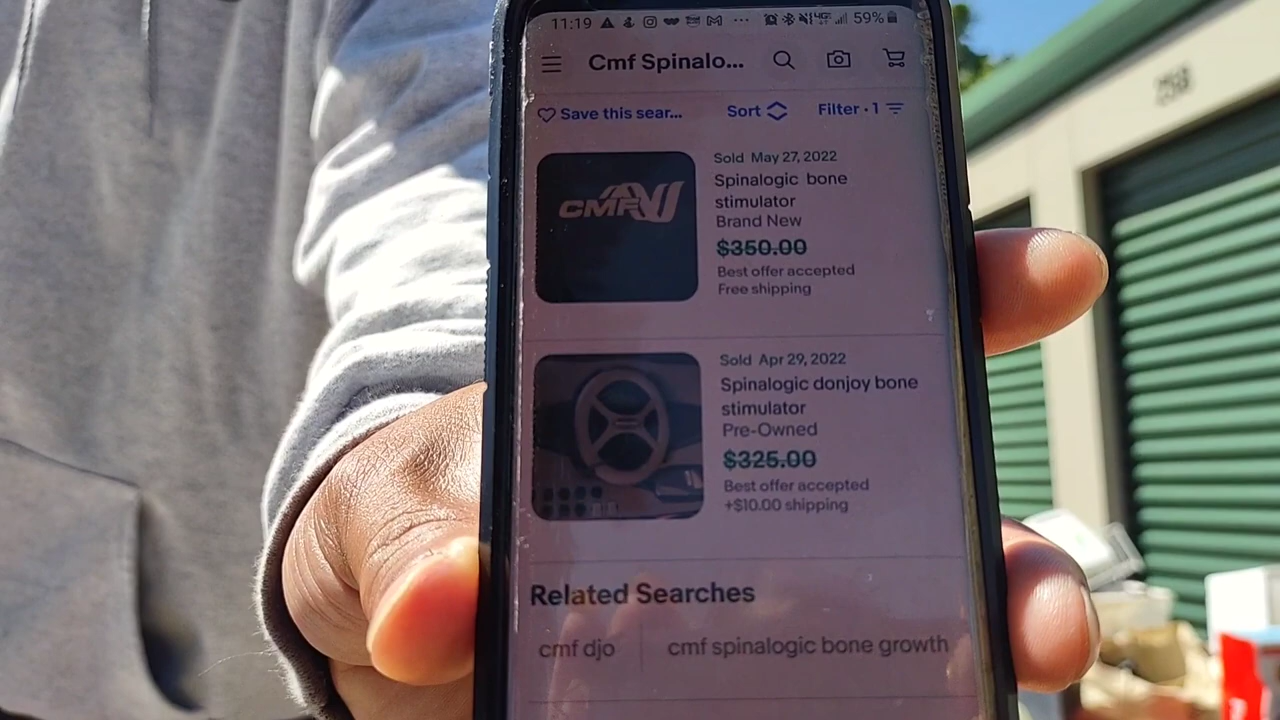 11:19
59%
Cmf Spinalo...
Save this sear...
Sort
Filter • 1
Sold May 27, 2022
Spinalogic bone
stimulator
Brand New
$350.00
Best offer accepted
Free shipping
CMF
Sold Apr 29, 2022
Spinalogic donjoy bone
stimulator
Pre-Owned
$325.00
Best offer accepted
+$10.00 shipping
Related Searches
cmf djo
cmf spinalogic bone growth